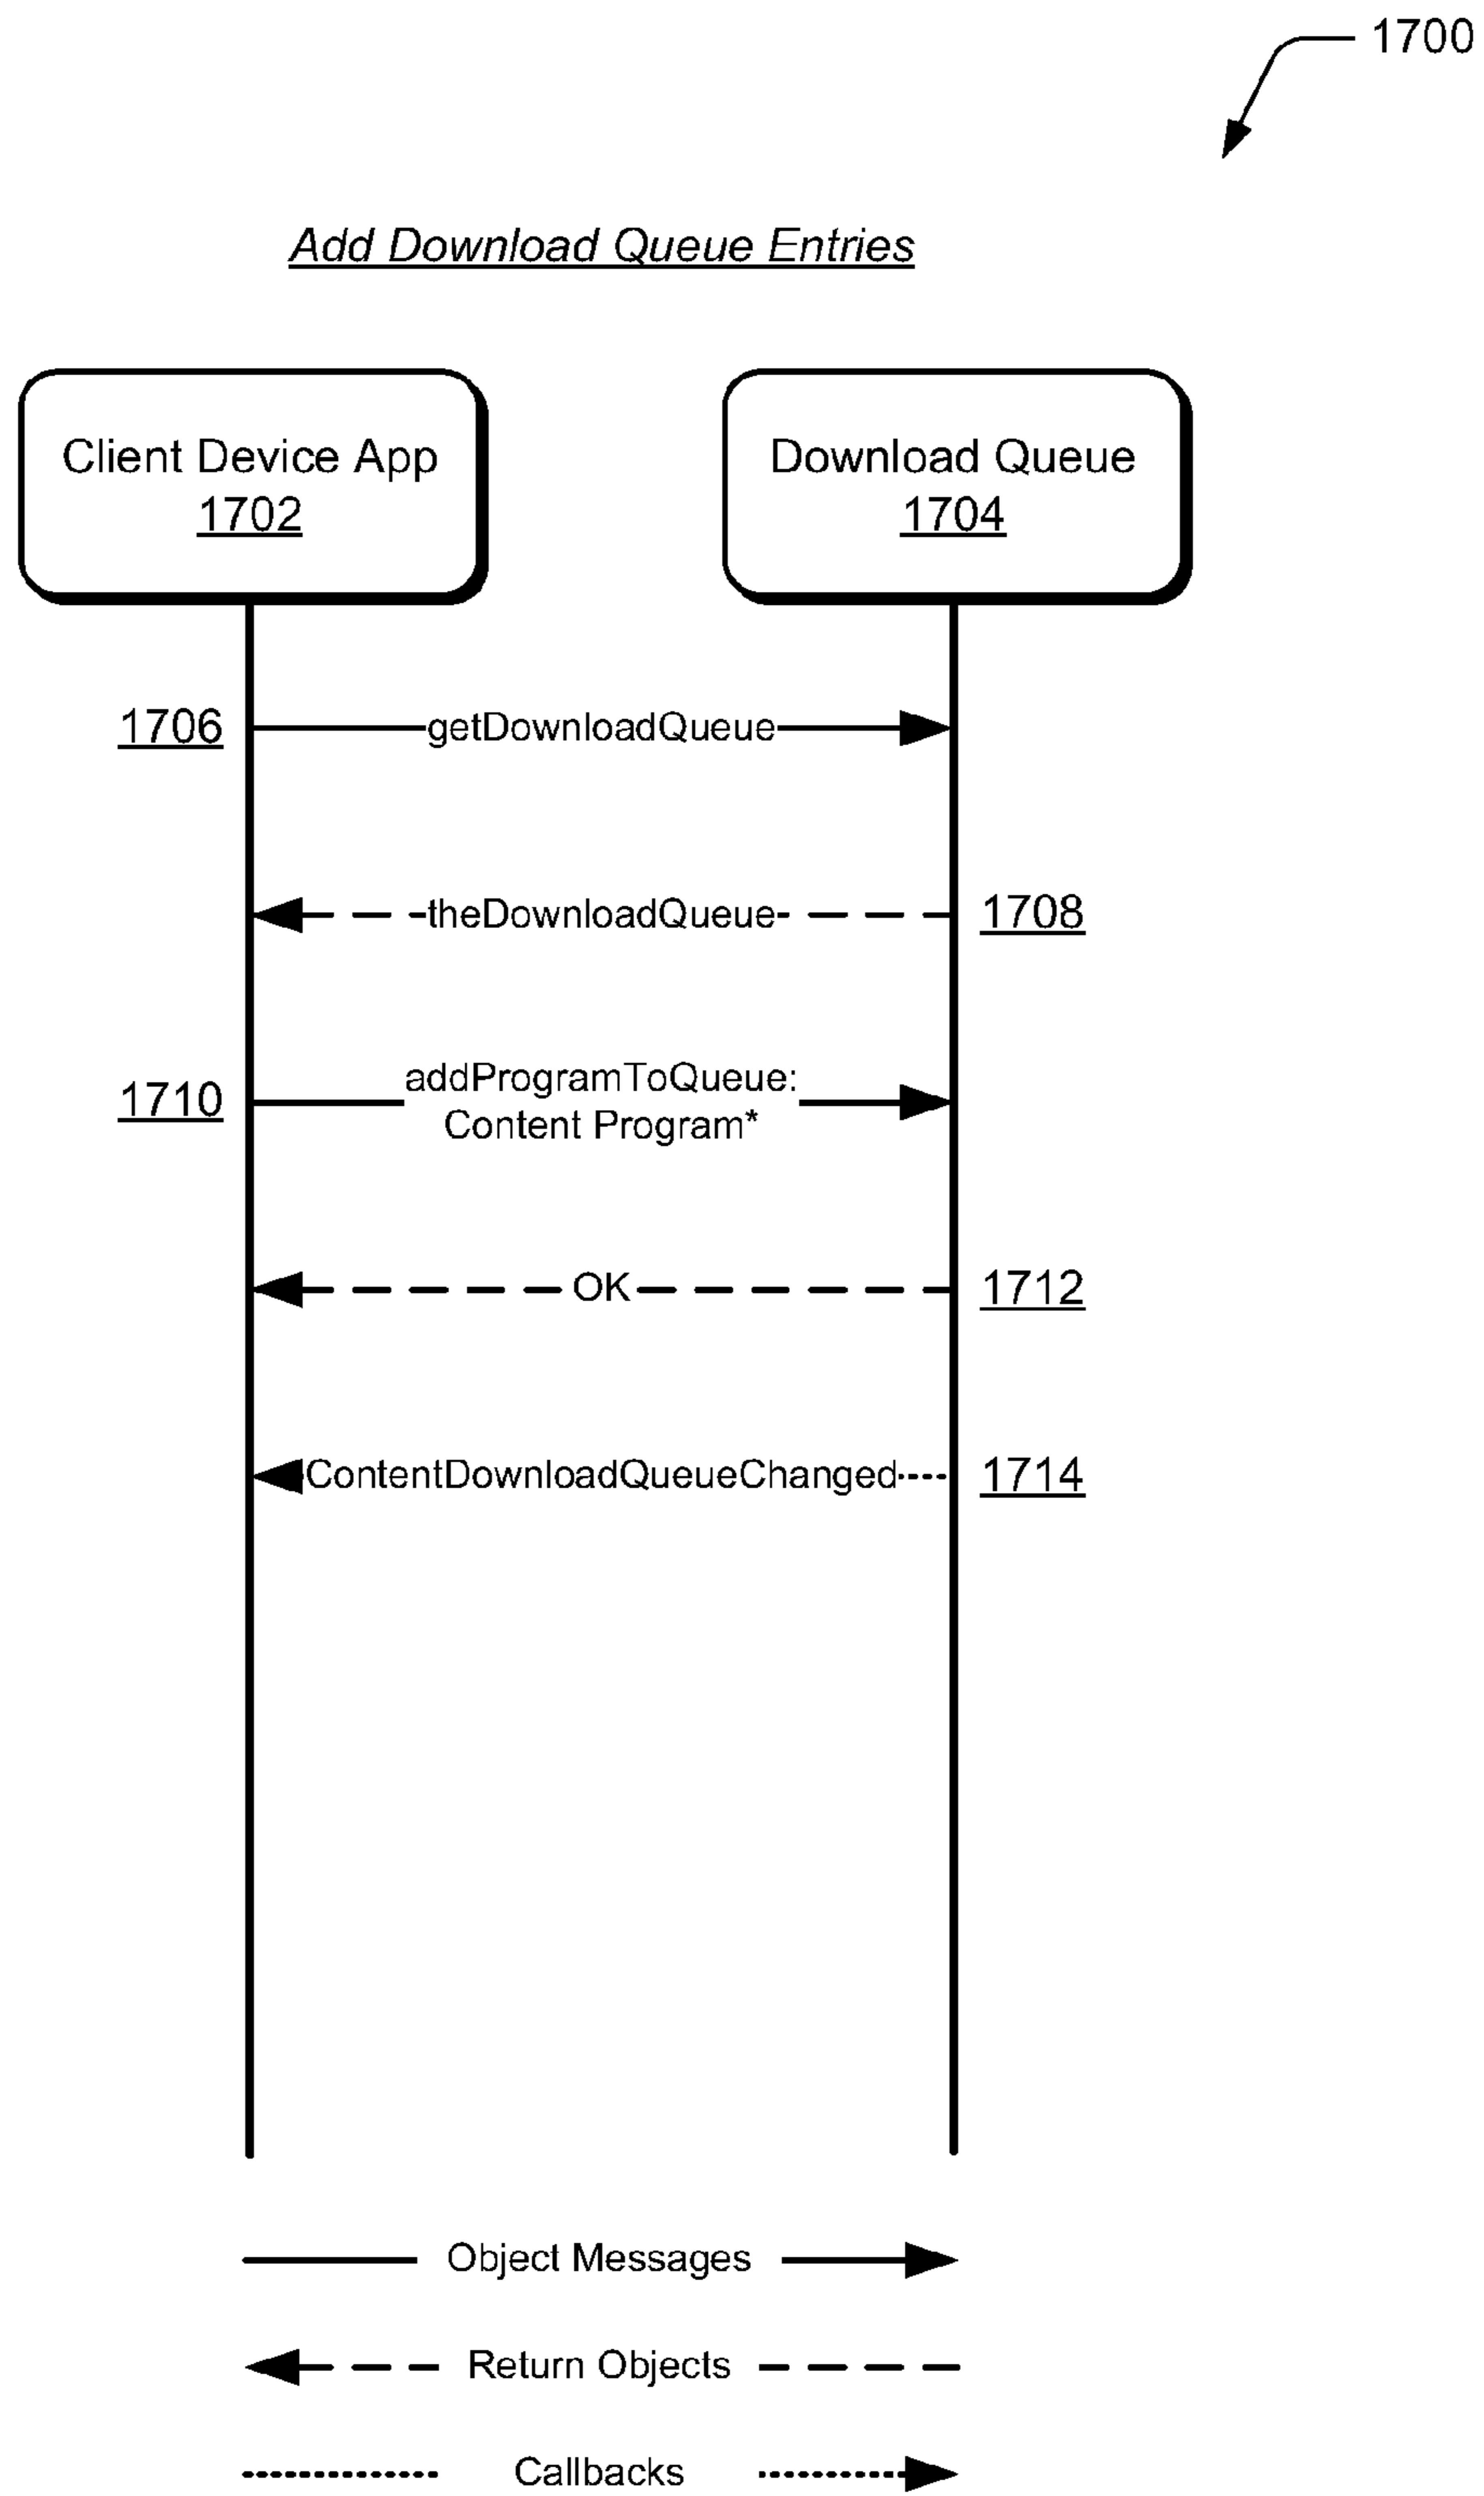 1700
Add Download Queue Entries
Client Device App
1702
Download Queue
1704
1706
getDownloadQueue
theDownloadQueue
1708
1710
addProgramToQueue:
Content Program*
OK
1712
ContentDownloadQueueChanged
1714
Object Messages
Return Objects
Callbacks